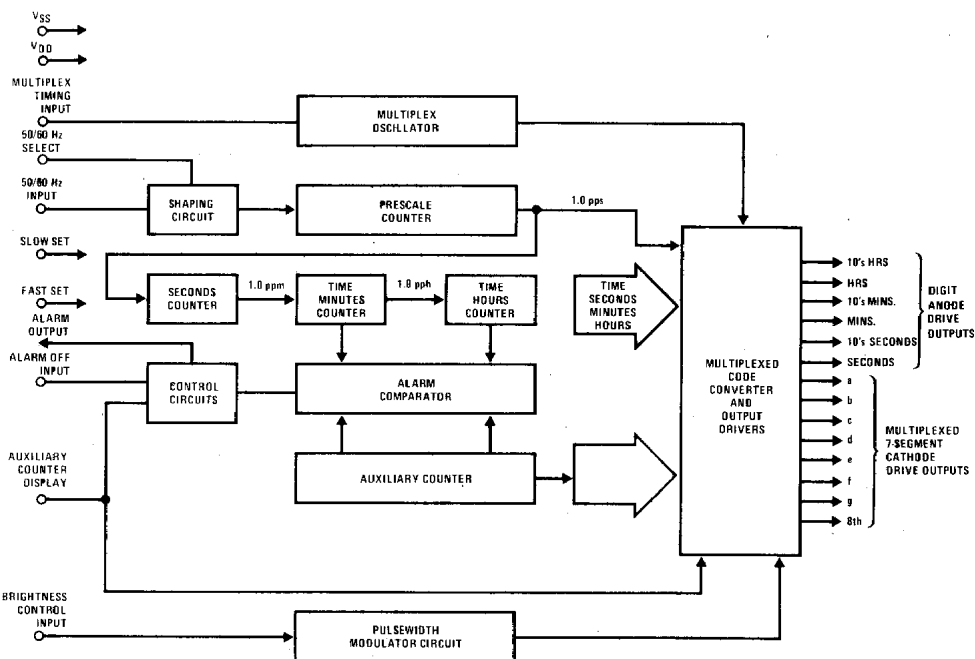 VSS
VDD
MULTIPLEX
TIMING
INPUT
50/60 Hz
SELECT
50/60 Hz
INPUT
SLOW SET
FAST SET
ALARM
OUTPUT
ALARM OFF
INPUT
AUXILIARY
COUNTER
DISPLAY
BRIGHTNESS
CONTROL
INPUT
MULTIPLEX
OSCILLATOR
SHAPING
CIRCUIT
PRESCALE
COUNTER
1.0 pps
SECONDS
COUNTER
1.0 ppm
TIME
MINUTES
COUNTER
1.0 pph
TIME
HOURS
COUNTER
TIME
SECONDS
MINUTES
HOURS
CONTROL
CIRCUITS
ALARM
COMPARATOR
AUXILIARY COUNTER
PULSEWIDTH
MODULATOR CIRCUIT
MULTIPLEXED
CODE
CONVERTER
AND
OUTPUT
DRIVERS
10's HRS
HRS
10's MINS.
MINS.
10's SECONDS
SECONDS
a
b
c
d
e
f
g
8th
DIGIT
ANODE
DRIVE
OUTPUTS
MULTIPLEXED
7-SEGMENT
CATHODE
DRIVE OUTPUTS